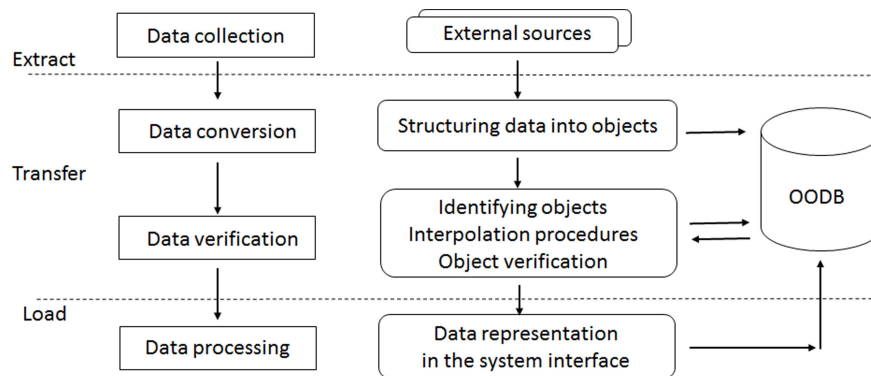 Data collection
External sources
Extract
Data conversion
Structuring data into objects
Transfer
OODB
Data verification
Identifying objects
Interpolation procedures
Object verification
Load
Data processing
Data representation
in the system interface